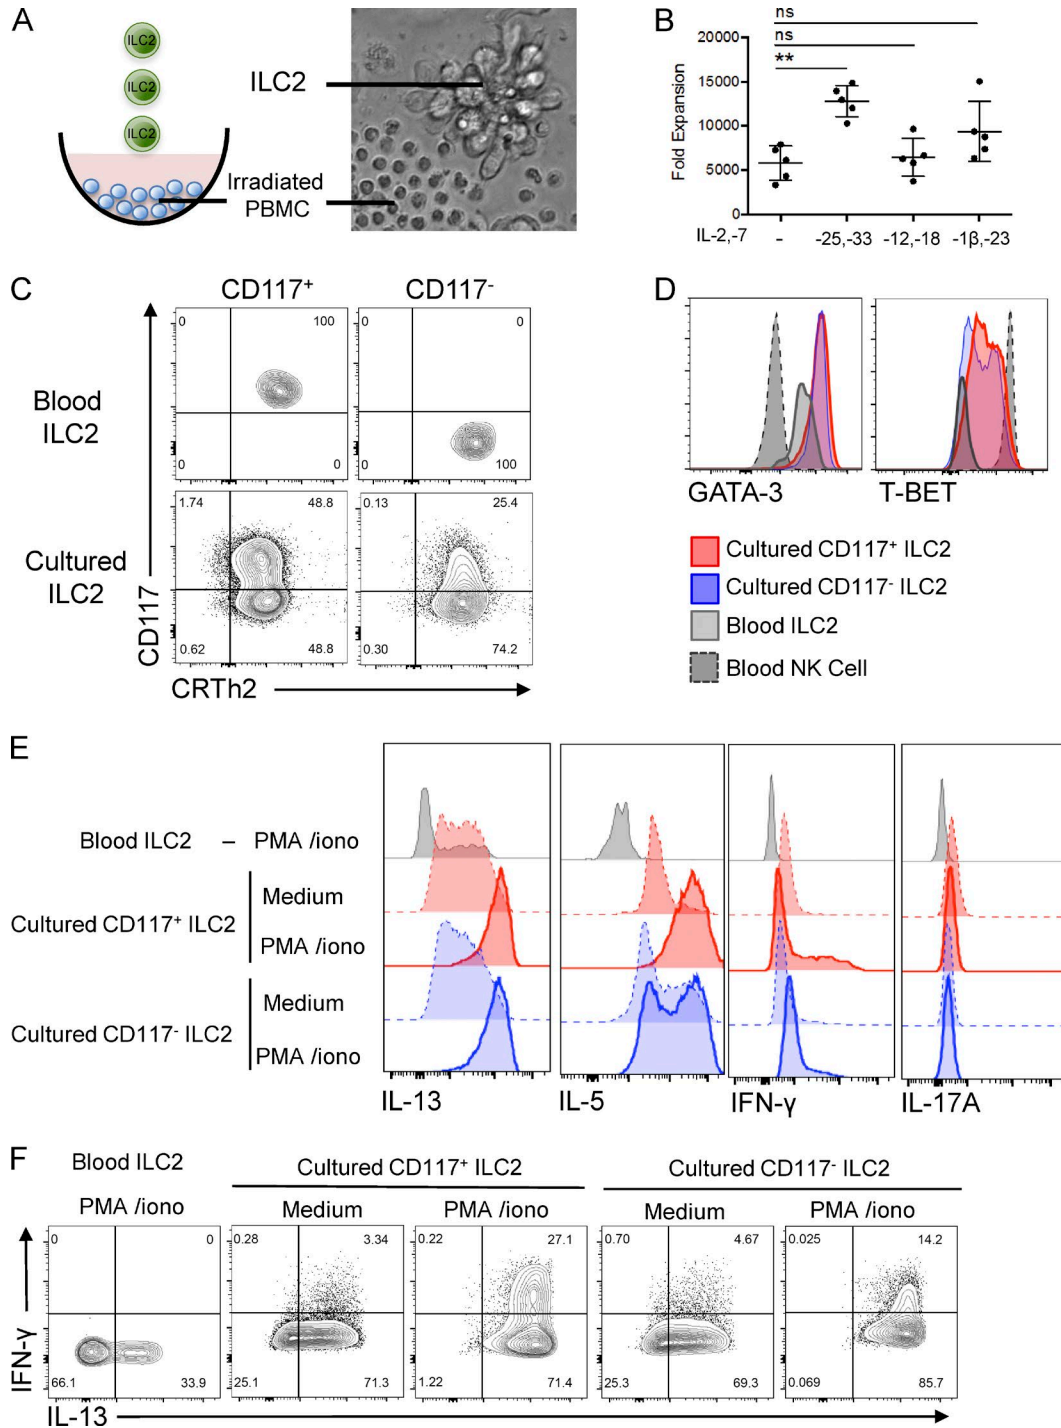 A
ILC2
ILC2
ILC2
ILC2
Irradiated
PBMC
B
ns
ns
**
20000
15000
10000
5000
0
Fold Expansion
IL-2,-7
- -25,-33 -12,-18 -1β,-23
C
CD117+ CD117-
Blood
ILC2
0 100
0 0
0 0
0 100
Cultured
ILC2
1.74 48.8
0.62 48.8
0.13 25.4
0.30 74.2
CD117
CRTh2
D
GATA-3 T-BET
Cultured CD117+ ILC2
Cultured CD117- ILC2
Blood ILC2
Blood NK Cell
E
Blood ILC2 – PMA /iono
Cultured CD117+ ILC2
Medium
PMA /iono
Cultured CD117- ILC2
Medium
PMA /iono
IL-13 IL-5 IFN-γ IL-17A
F
Blood ILC2 Cultured CD117+ ILC2 Cultured CD117- ILC2
PMA /iono Medium PMA /iono Medium PMA /iono
0 0 0.28 3.34 0.22 27.1 0.70 4.67 0.025 14.2
66.1 33.9 25.1 71.3 1.22 71.4 25.3 69.3 0.069 85.7
IFN-γ
IL-13